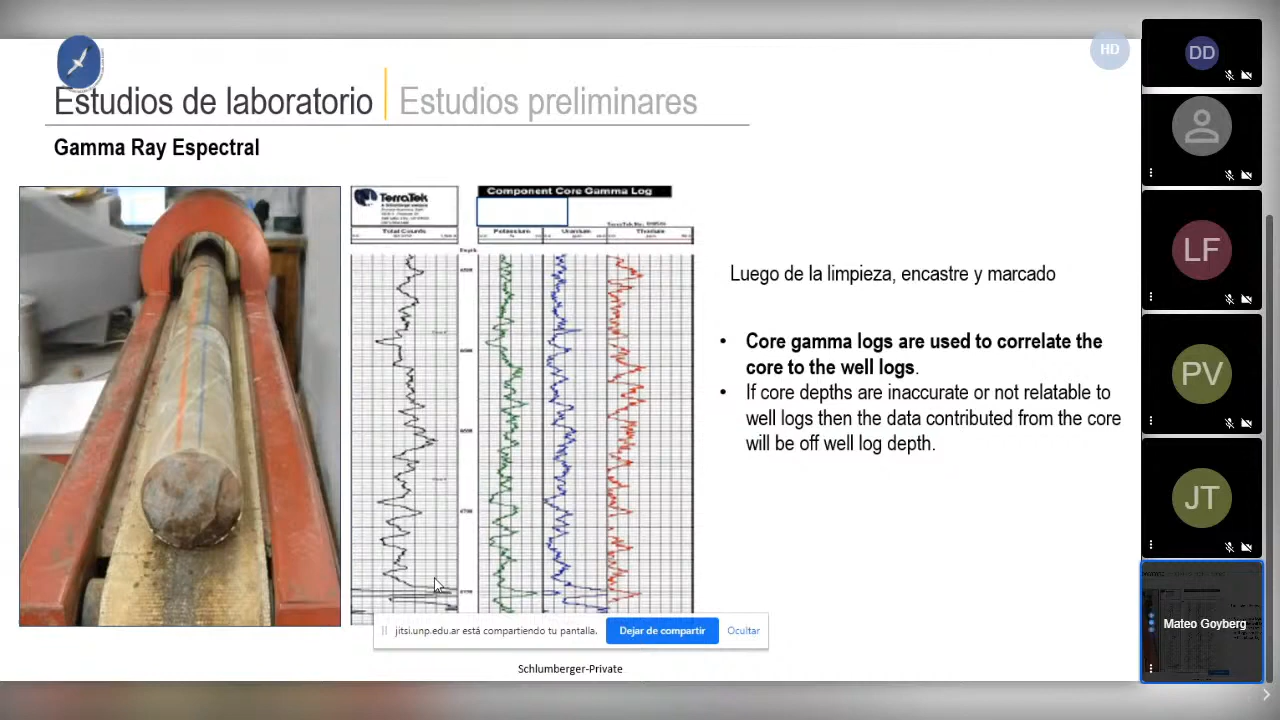 HD
DD
Estudios de laboratorio
Estudios preliminares
Gamma Ray Espectral
TerraTek
Component Core Gamma Log
Total Counts
Potassium
Uranium
Thorium
Depth
Luego de la limpieza, encastre y marcado
• Core gamma logs are used to correlate the
core to the well logs.
• If core depths are inaccurate or not relatable to
well logs then the data contributed from the core
will be off well log depth.
LF
PV
JT
Mateo Goyberg
jitsi.unp.edu.ar está compartiendo tu pantalla.
Dejar de compartir
Ocultar
Schlumberger-Private